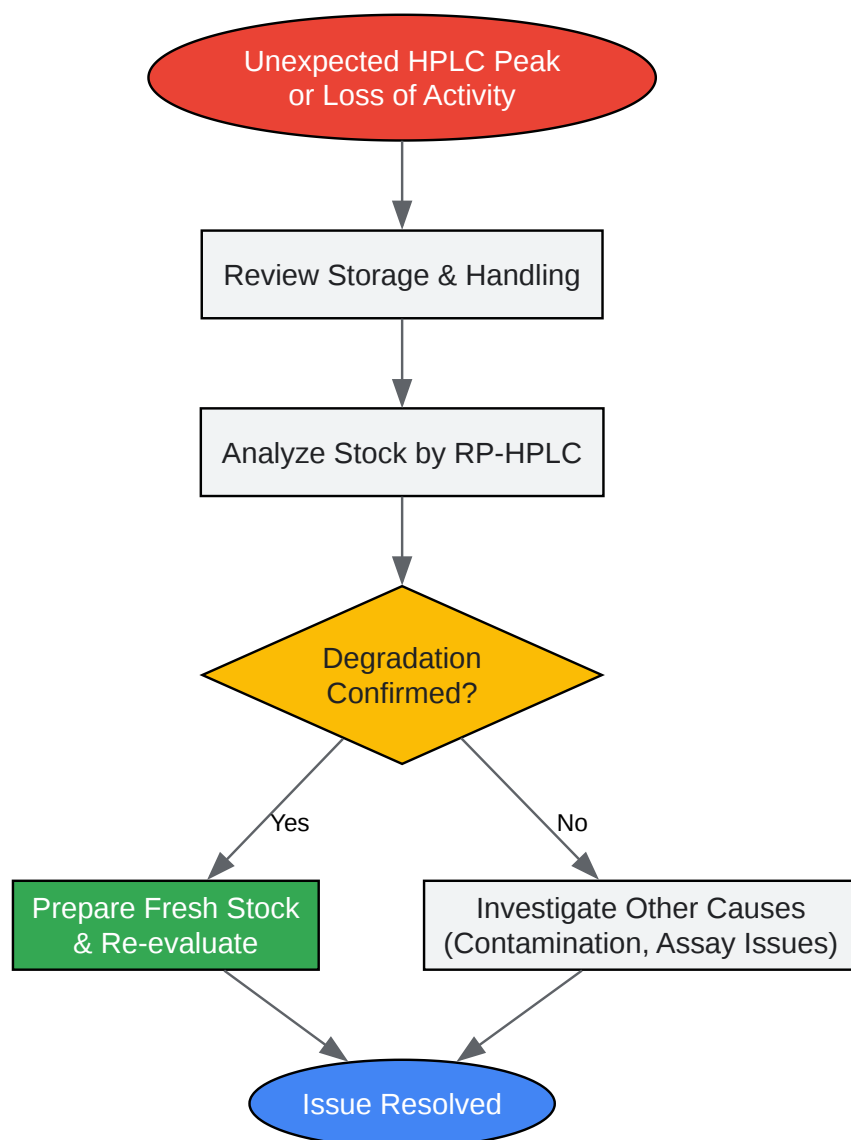 Unexpected HPLC Peak
or Loss of Activity
Review Storage & Handling
Analyze Stock by RP-HPLC
Degradation
Confirmed?
Yes
No
Prepare Fresh Stock
& Re-evaluate
Investigate Other Causes
(Contamination, Assay Issues)
Issue Resolved